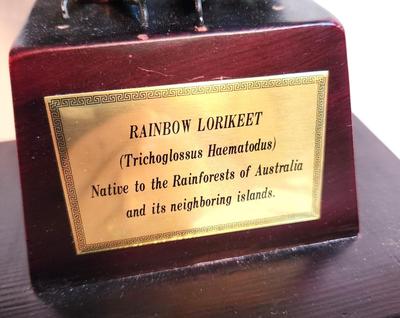 RAINBOW LORIKEET
(Trichoglossus Haematodus)
Native to the Rainforests of Australia
and its neighboring islands.